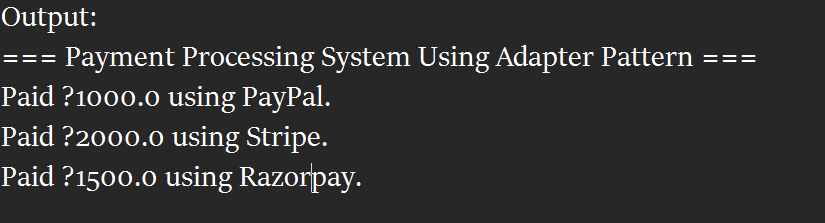 Output:
=== Payment Processing System Using Adapter Pattern ===
Paid ?1000.0 using PayPal.
Paid ?2000.0 using Stripe.
Paid ?1500.0 using Razorpay.